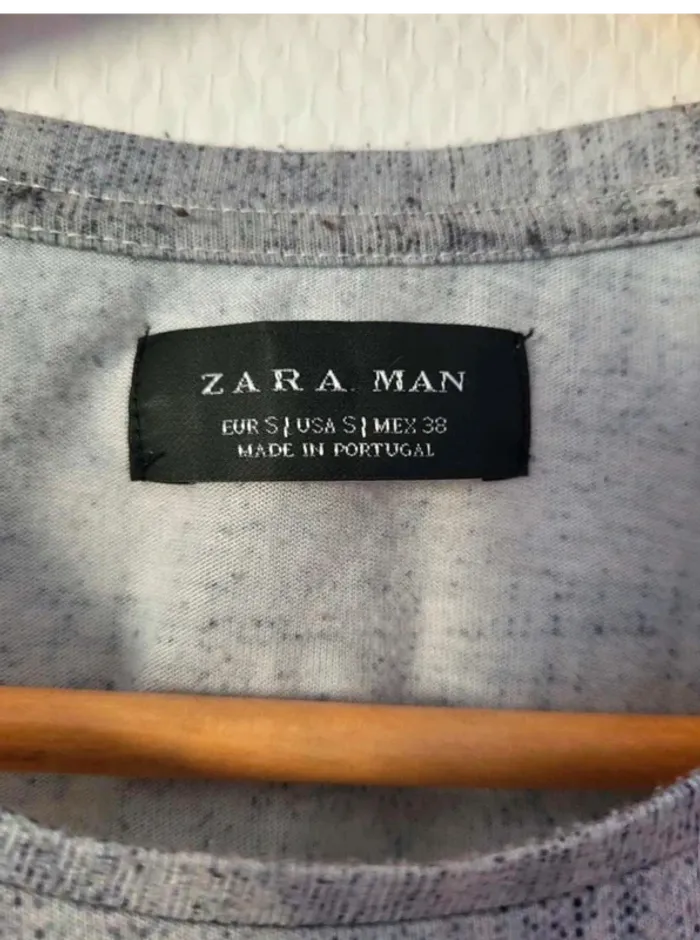 ZARA MAN
EUR S | USA S | MEX 38
MADE IN PORTUGAL